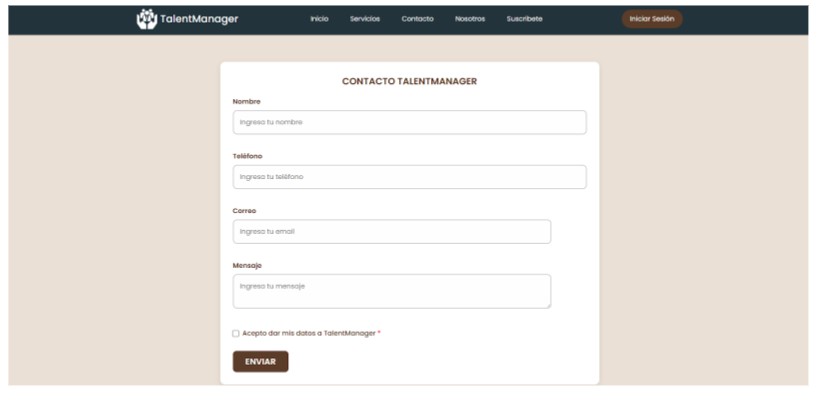 TalentManager Inicio Servicios Contacto Nosotros Suscríbete Iniciar Sesión
CONTACTO TALENTMANAGER
Nombre
Ingresa tu nombre
Teléfono
Ingresa tu teléfono
Correo
Ingresa tu email
Mensaje
Ingresa tu mensaje
Acepto dar mis datos a TalentManager *
ENVIAR